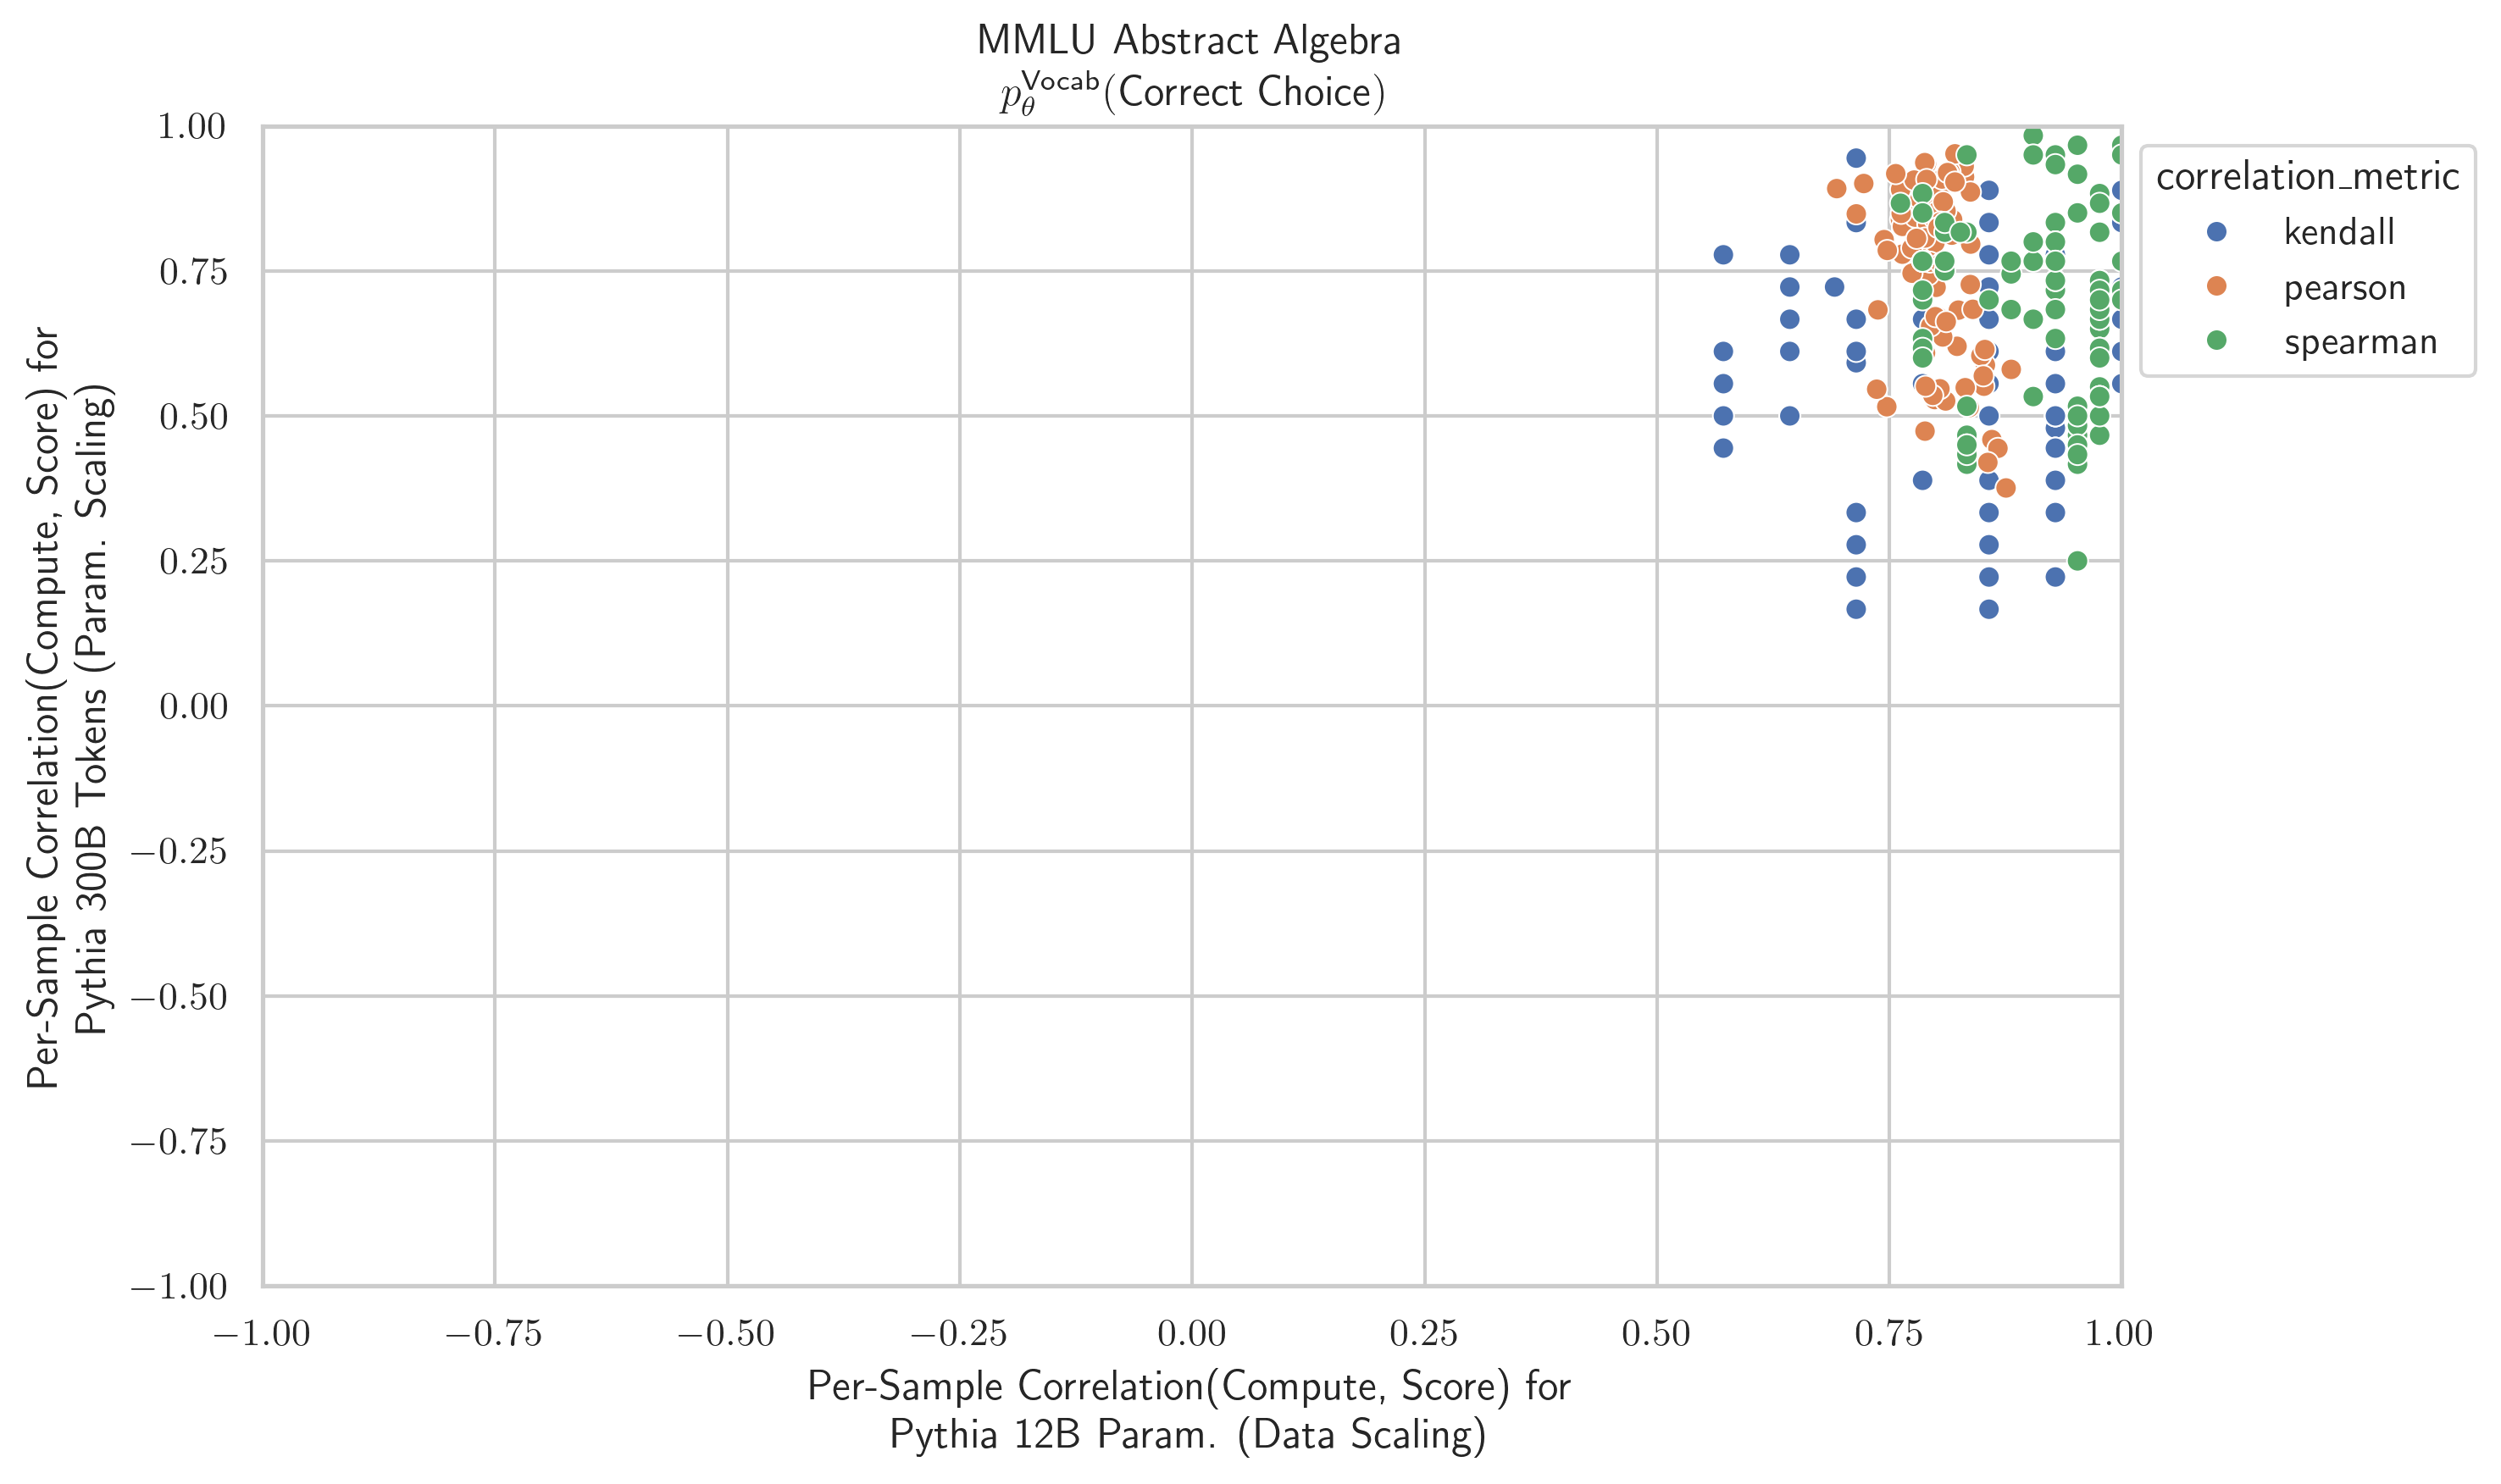 MMLU Abstract Algebra
p_θ^Vocab(Correct Choice)
1.00
0.75
0.50
0.25
0.00
−0.25
−0.50
−0.75
−1.00
Per-Sample Correlation(Compute, Score) for
Pythia 300B Tokens (Param. Scaling)
−1.00
−0.75
−0.50
−0.25
0.00
0.25
0.50
0.75
1.00
Per-Sample Correlation(Compute, Score) for
Pythia 12B Param. (Data Scaling)
correlation_metric
kendall
pearson
spearman